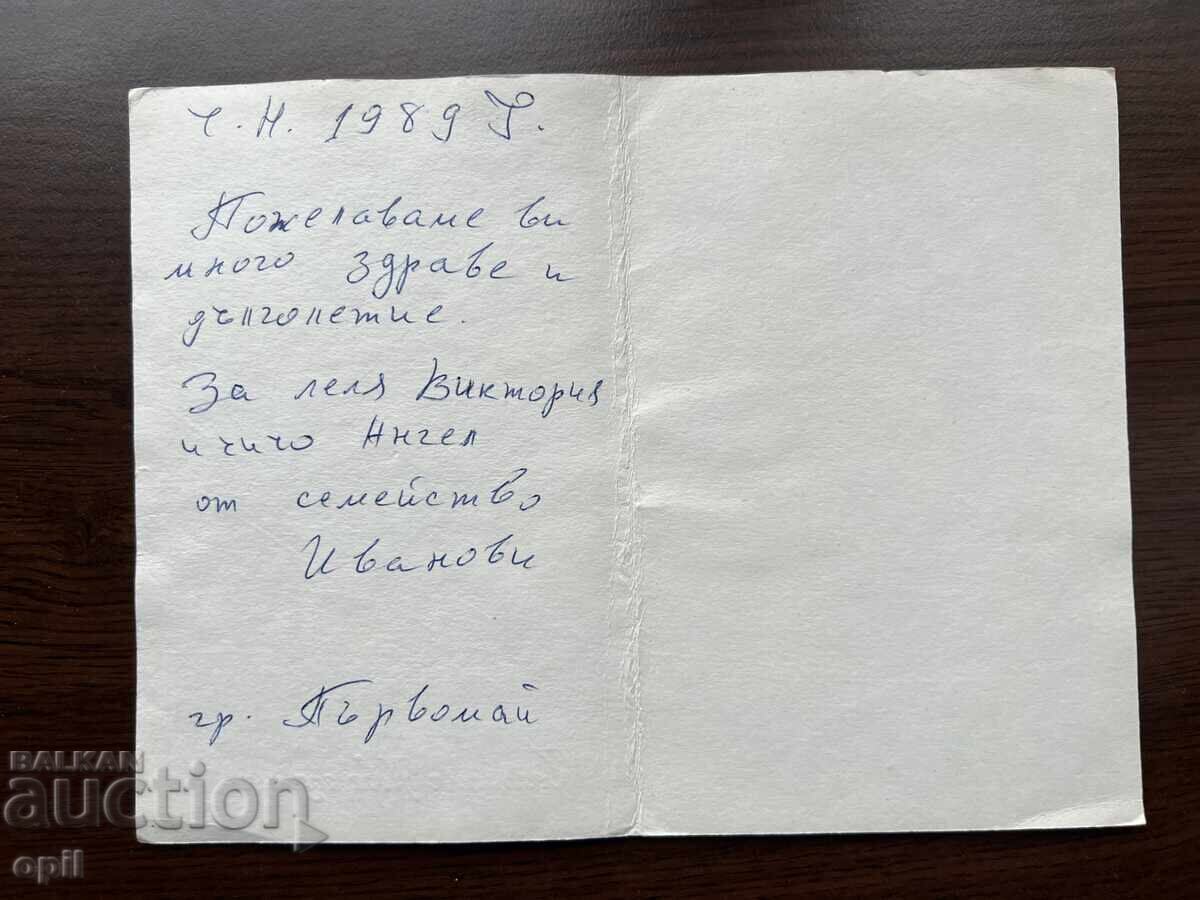 Ч.Н. 1989 Г.
Пожелаваме ви
много здраве и
дълголетие.
За леля Виктория
и чичо Ангел
от семейство
Иванови
гр. Първомай
BALKAN
auction
opil